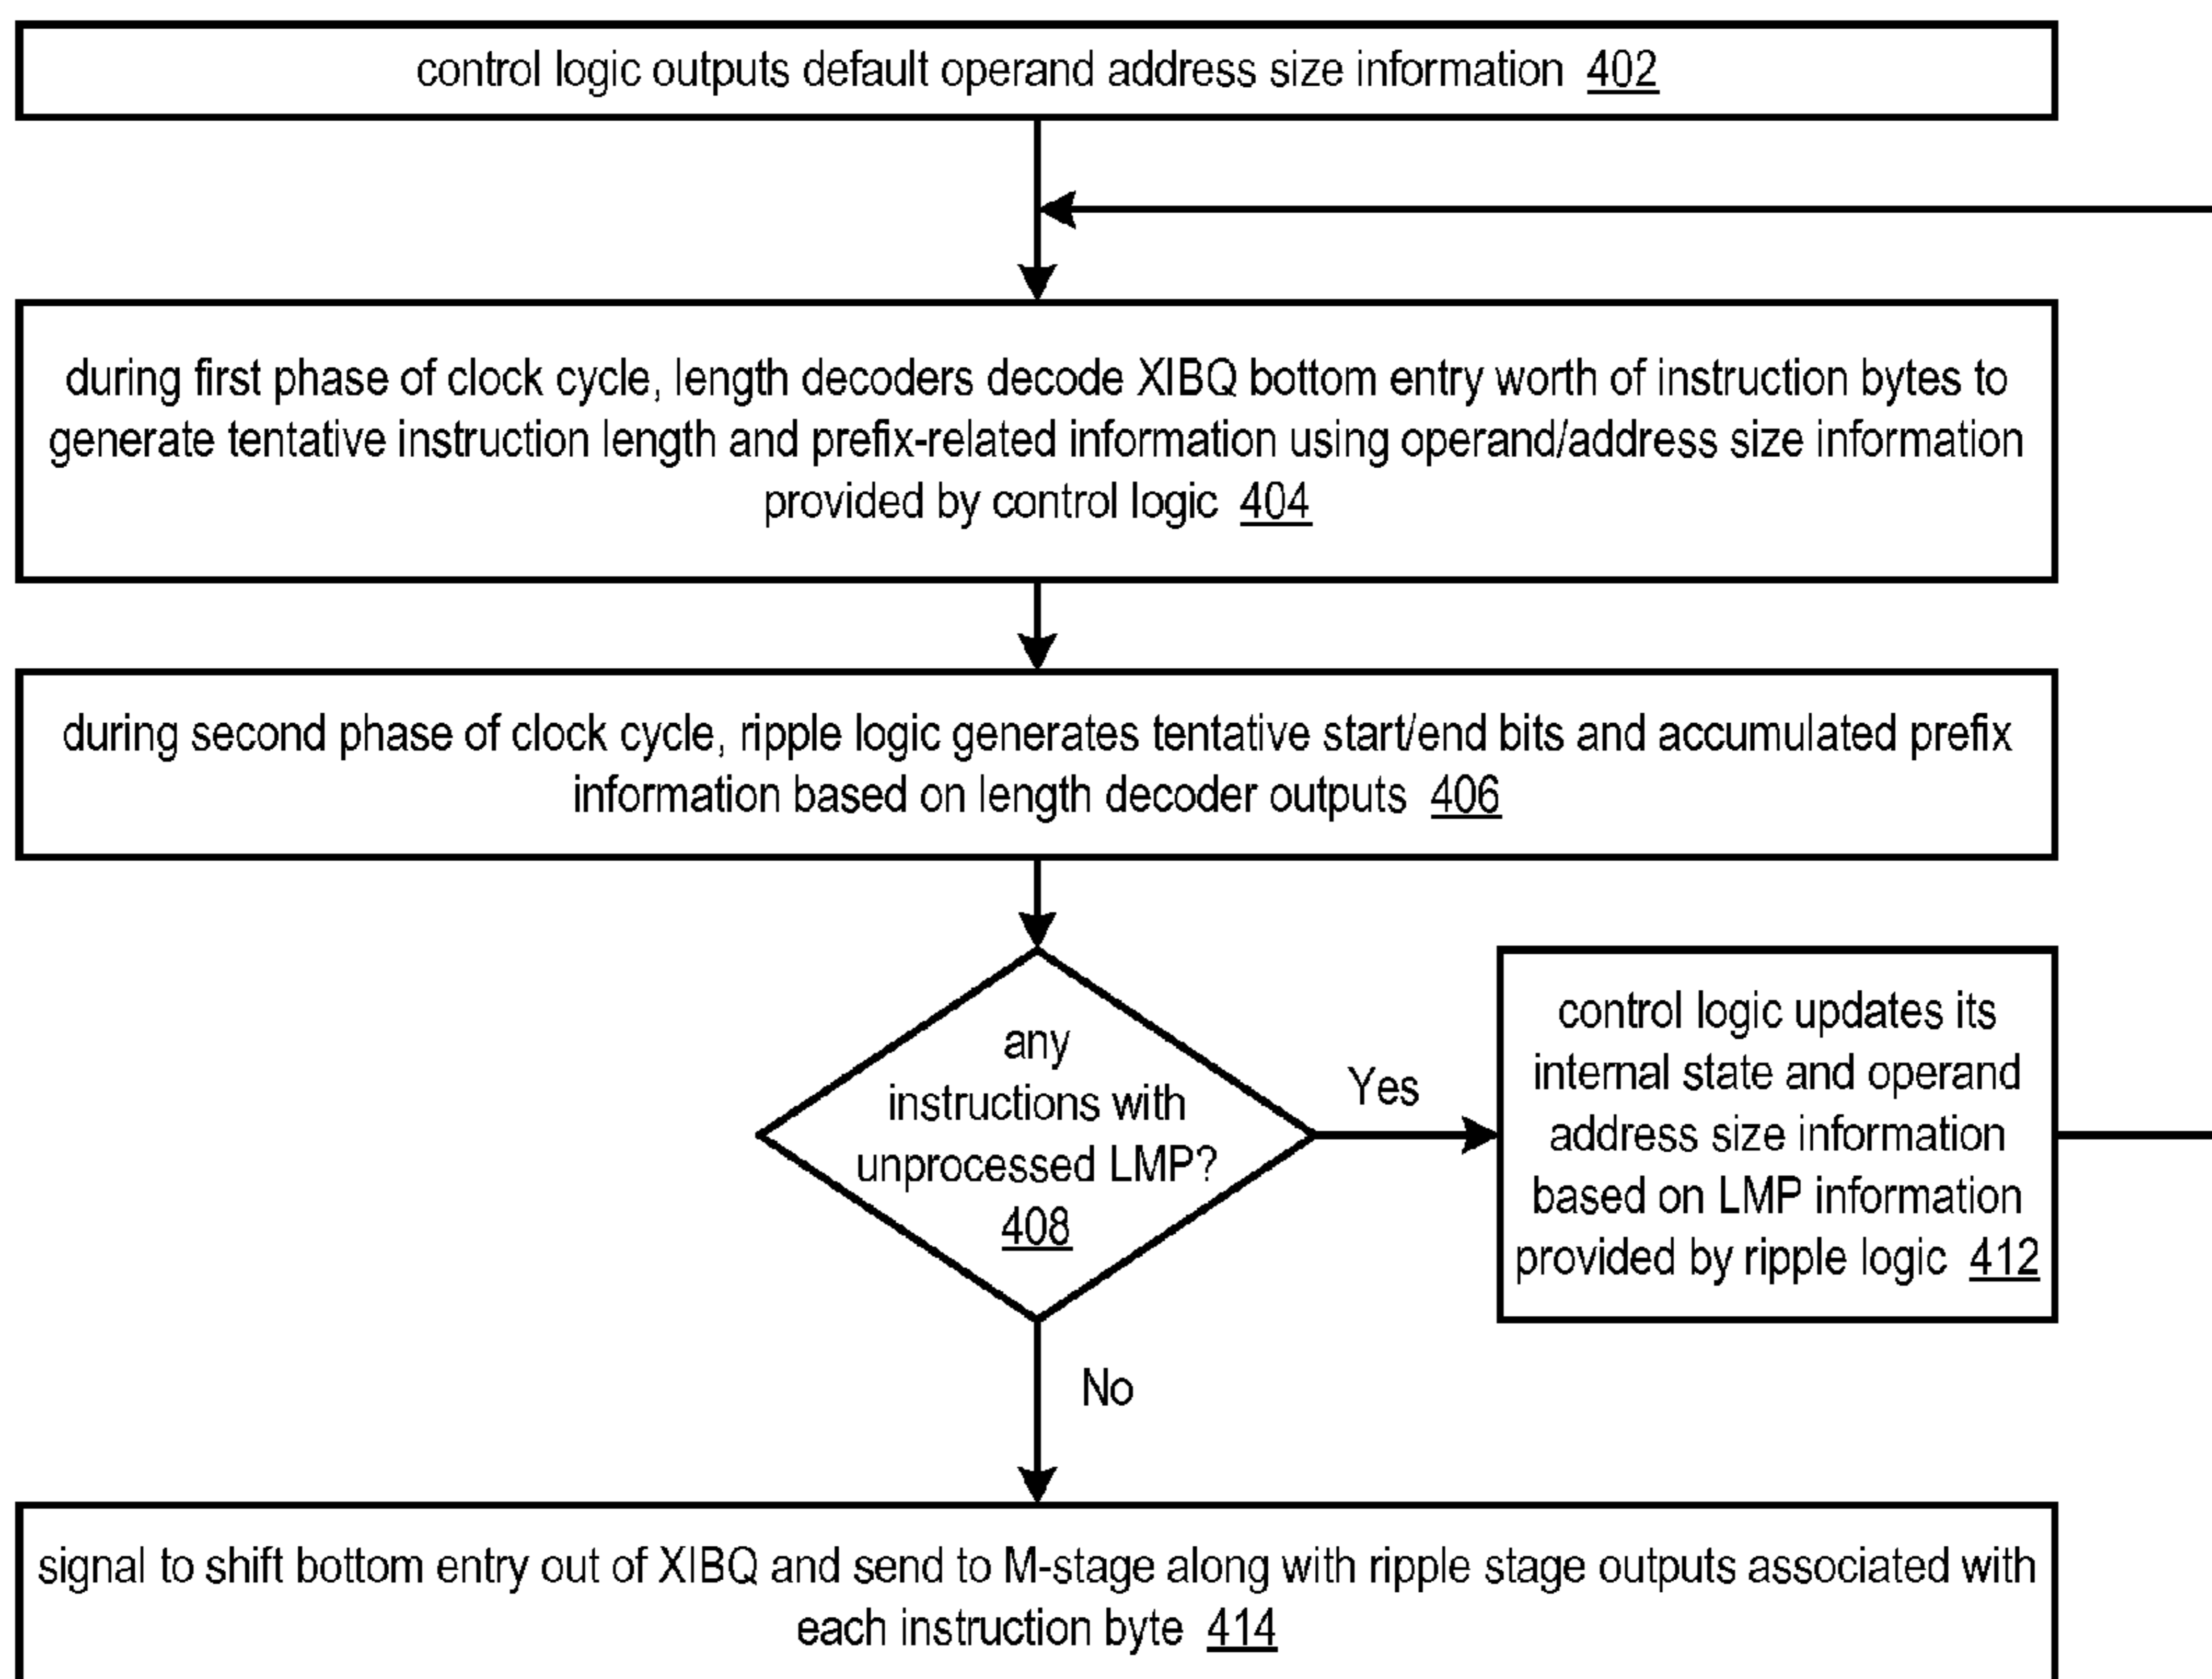 control logic outputs default operand address size information 402
during first phase of clock cycle, length decoders decode XIBQ bottom entry worth of instruction bytes to
generate tentative instruction length and prefix-related information using operand/address size information
provided by control logic 404
during second phase of clock cycle, ripple logic generates tentative start/end bits and accumulated prefix
information based on length decoder outputs 406
any
instructions with
unprocessed LMP?
408
Yes
control logic updates its
internal state and operand
address size information
based on LMP information
provided by ripple logic 412
No
signal to shift bottom entry out of XIBQ and send to M-stage along with ripple stage outputs associated with
each instruction byte 414